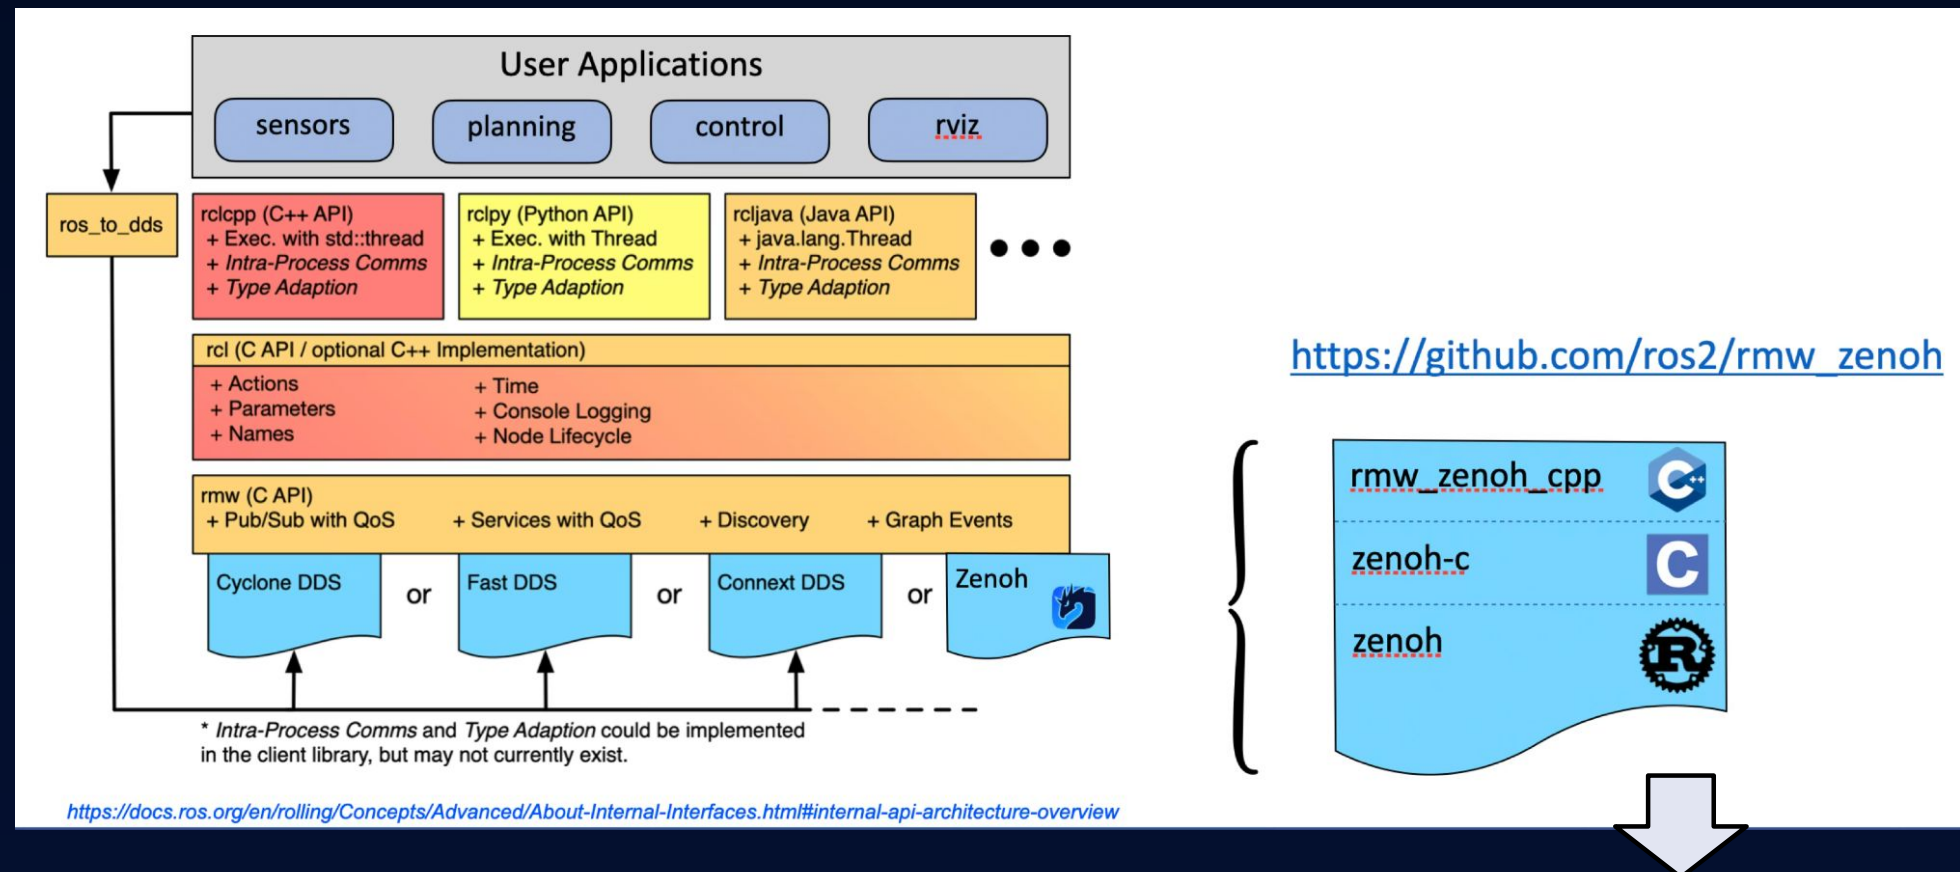 User Applications
sensors
planning
control
rviz
ros_to_dds
rclcpp (C++ API)
+ Exec. with std::thread
+ Intra-Process Comms
+ Type Adaption
rclpy (Python API)
+ Exec. with Thread
+ Intra-Process Comms
+ Type Adaption
rcljava (Java API)
+ java.lang.Thread
+ Intra-Process Comms
+ Type Adaption
rcl (C API / optional C++ Implementation)
+ Actions
+ Parameters
+ Names
+ Time
+ Console Logging
+ Node Lifecycle
rmw (C API)
+ Pub/Sub with QoS
+ Services with QoS
+ Discovery
+ Graph Events
Cyclone DDS
or
Fast DDS
or
Connext DDS
or
Zenoh
* Intra-Process Comms and Type Adaption could be implemented
in the client library, but may not currently exist.
https://docs.ros.org/en/rolling/Concepts/Advanced/About-Internal-Interfaces.html#internal-api-architecture-overview
https://github.com/ros2/rmw_zenoh
rmw_zenoh_cpp
C++
zenoh-c
C
zenoh
R